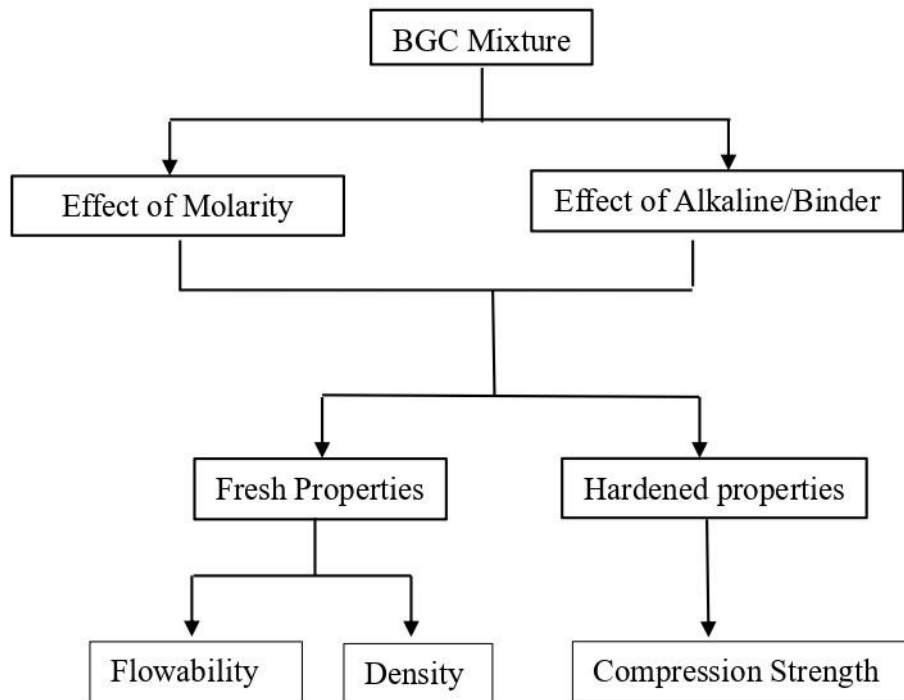 BGC Mixture
Effect of Molarity
Effect of Alkaline/Binder
Fresh Properties
Hardened properties
Flowability
Density
Compression Strength